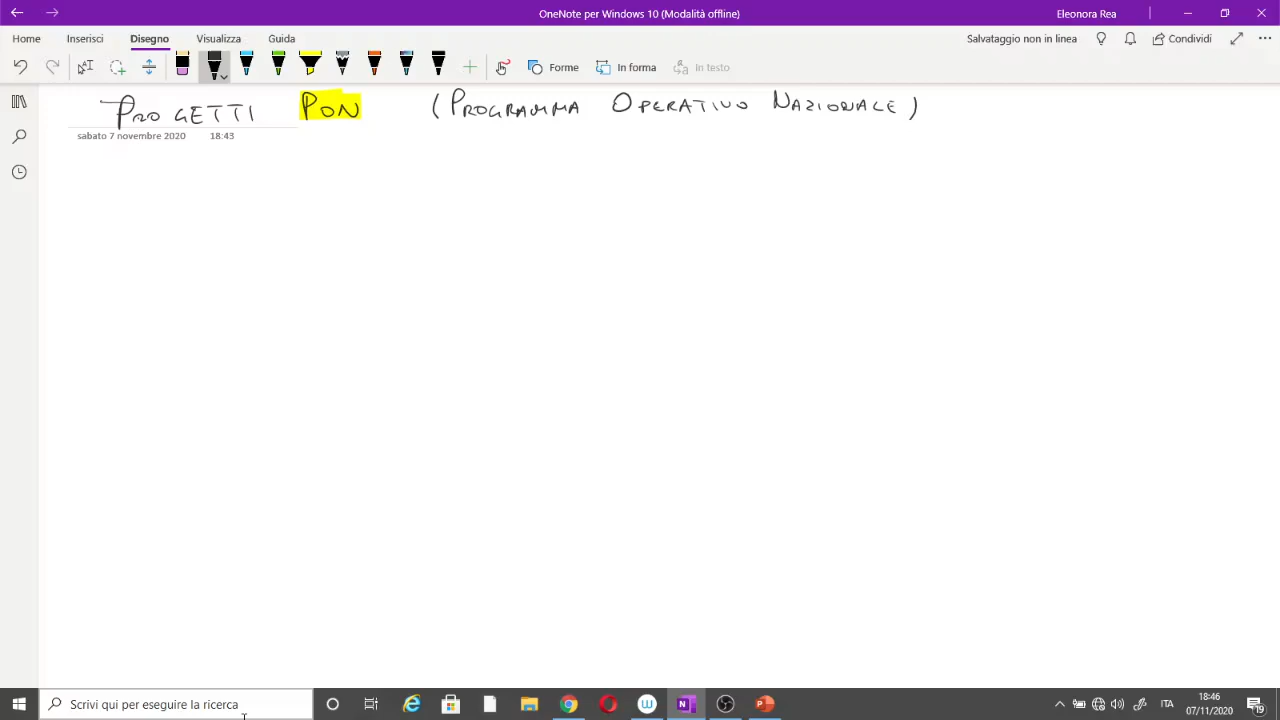 OneNote per Windows 10 (Modalità offline)
Eleonora Rea
Home Inserisci Disegno Visualizza Guida
Salvataggio non in linea
Condividi
Forme
In forma
In testo
PROGETTI PON (PROGRAMMA OPERATIVO NAZIONALE)
sabato 7 novembre 2020 18:43
Scrivi qui per eseguire la ricerca
ITA
18:46
07/11/2020
19